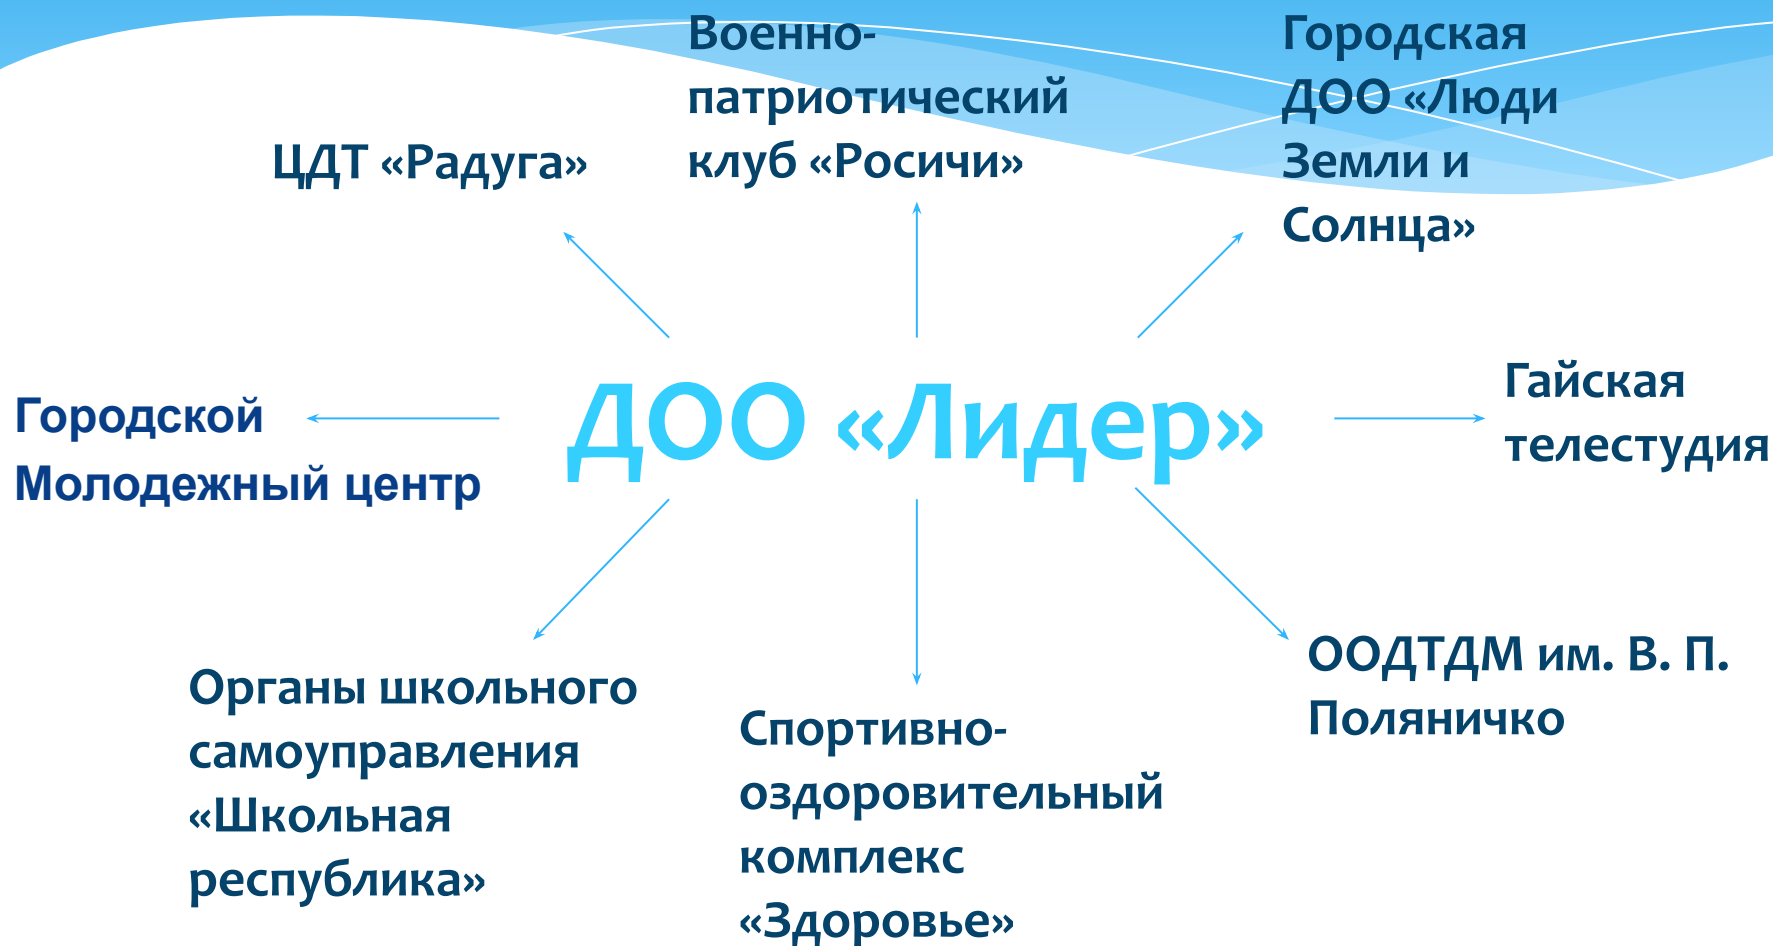 Военно-
патриотический
клуб «Росичи»
Городская
ДОО «Люди
Земли и
Солнца»
ЦДТ «Радуга»
Городской
Молодежный центр
ДОО «Лидер»
Гайская
телестудия
Органы школьного
самоуправления
«Школьная
республика»
Спортивно-
оздоровительный
комплекс
«Здоровье»
ООДТДМ им. В. П.
Поляничко